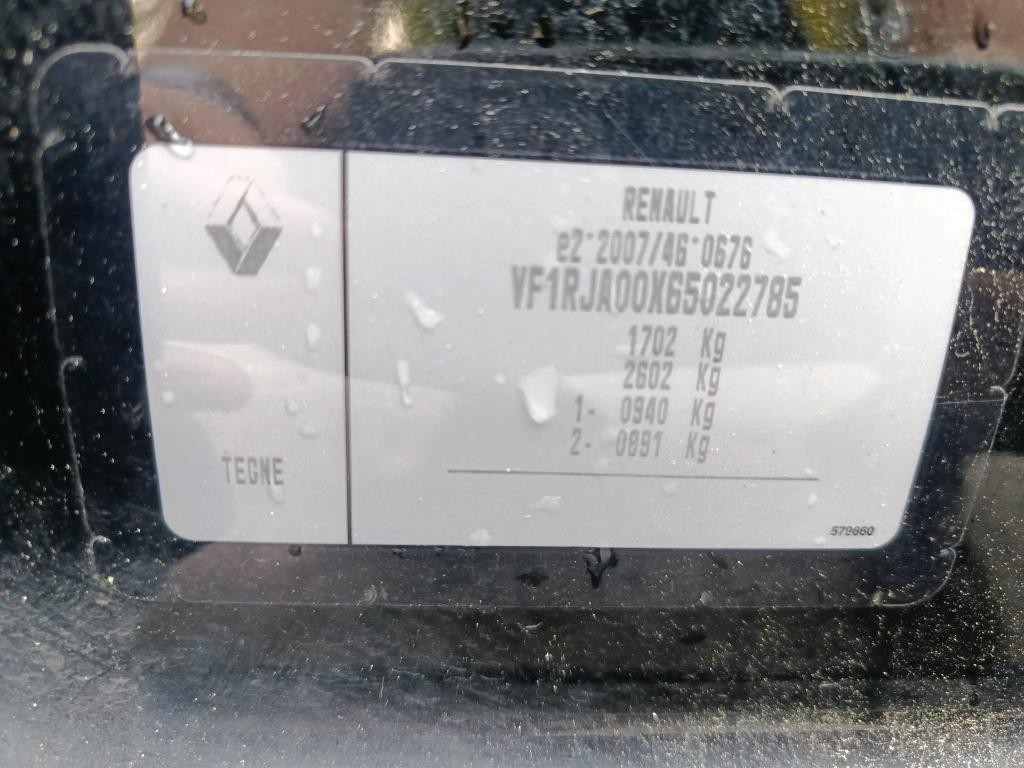 RENAULT
e2*2007/46*0676
VF1RJA00X65022785
1702 Kg
2602 Kg
1- 0940 Kg
2- 0891 Kg
TEGNE
579860